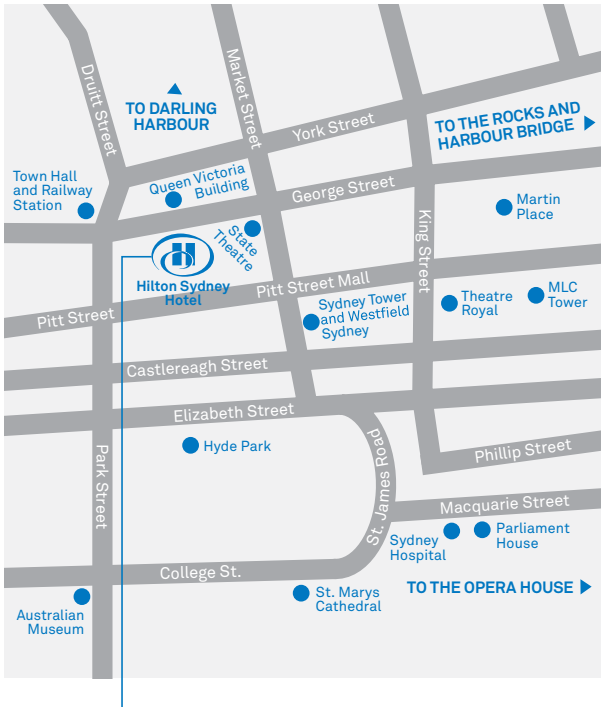 Druitt Street
Market Street
TO DARLING
HARBOUR
York Street
TO THE ROCKS AND
HARBOUR BRIDGE
Town Hall
and Railway
Station
Queen Victoria
Building
George Street
Martin
Place
State
Theatre
King Street
H
Hilton Sydney
Hotel
Pitt Street Mall
Pitt Street
Sydney Tower
and Westfield
Sydney
Theatre
Royal
MLC
Tower
Castlereagh Street
Elizabeth Street
Hyde Park
Park Street
St. James Road
Phillip Street
Macquarie Street
Sydney
Hospital
Parliament
House
College St.
TO THE OPERA HOUSE
Australian
Museum
St. Marys
Cathedral